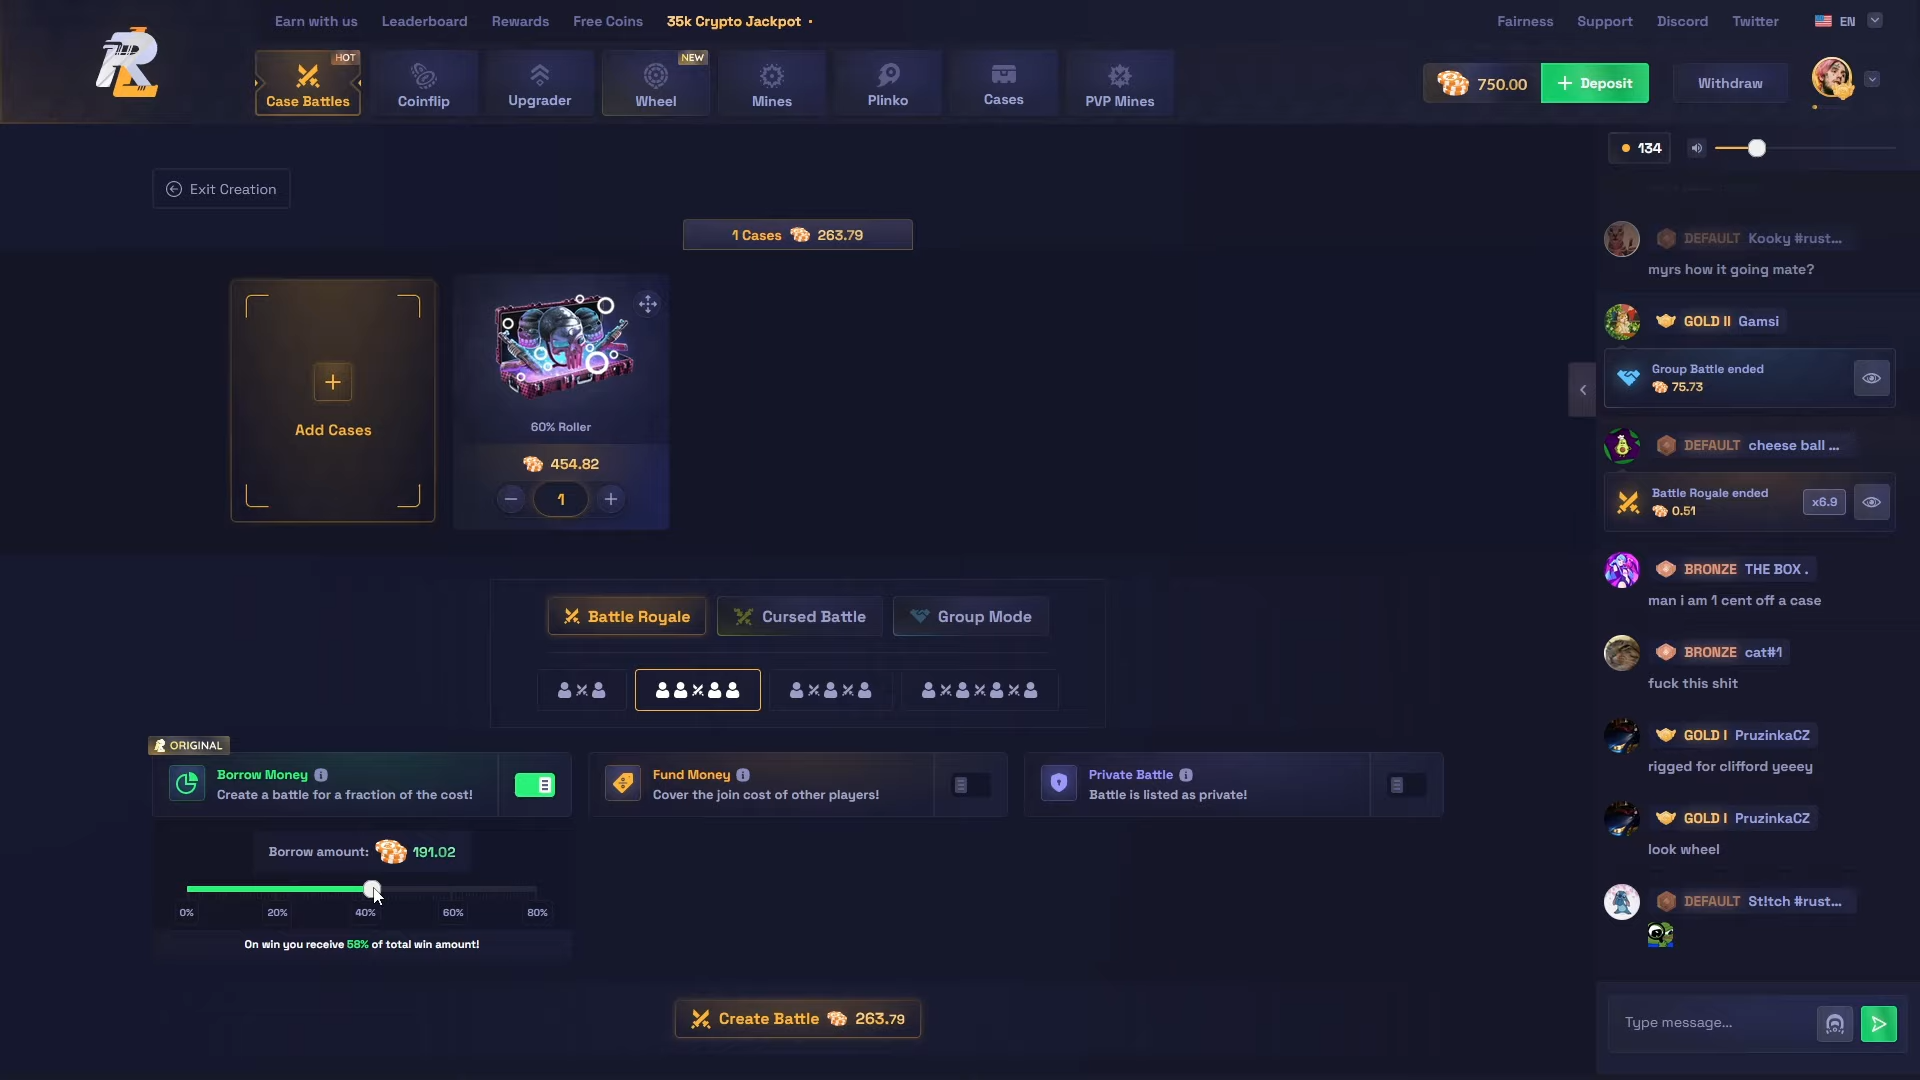 Earn with us
Leaderboard
Rewards
Free Coins
35k Crypto Jackpot
Fairness
Support
Discord
Twitter
EN
HOT
Case Battles
Coinflip
Upgrader
NEW
Wheel
Mines
Plinko
Cases
PVP Mines
750.00
+ Deposit
Withdraw
134
Exit Creation
1 Cases 263.79
Add Cases
60% Roller
454.82
− 1 +
Battle Royale
Cursed Battle
Group Mode
ORIGINAL
Borrow Money
Create a battle for a fraction of the cost!
Fund Money
Cover the join cost of other players!
Private Battle
Battle is listed as private!
Borrow amount: 191.02
0% 20% 40% 60% 80%
On win you receive 58% of total win amount!
Create Battle 263.79
DEFAULT Kooky #rust...
myrs how it going mate?
GOLD II Gamsi
Group Battle ended
75.73
DEFAULT cheese ball ...
Battle Royale ended
0.51
x6.9
BRONZE THE BOX .
man i am 1 cent off a case
BRONZE cat#1
fuck this shit
GOLD I PruzinkaCZ
rigged for clifford yeeey
GOLD I PruzinkaCZ
look wheel
DEFAULT St!tch #rust...
Type message...